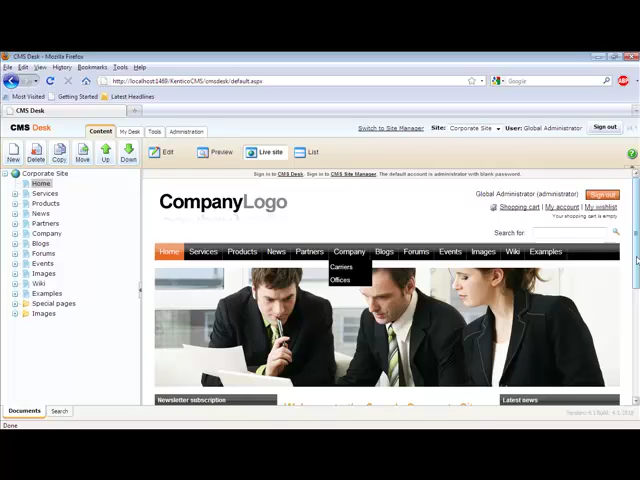 CMS Desk - Mozilla Firefox
File Edit View History Bookmarks Tools Help
http://localhost:1469/KenticoCMS/cmsdesk/default.aspx
Google
ABP
Most Visited Getting Started Latest Headlines
CMS Desk
CMS Desk Content My Desk Tools Administration Switch to Site Manager Site: Corporate Site User: Global Administrator Sign out
New Delete Copy Move Up Down Edit Preview Live site List
Corporate Site
Home
Services
Products
News
Partners
Company
Blogs
Forums
Events
Images
Wiki
Examples
Special pages
Images
Sign in to CMS Desk. Sign in to CMS Site Manager. The default account is administrator with blank password.
CompanyLogo
Global Administrator (administrator) Sign out
Shopping cart | My account | My wishlist
Your shopping cart is empty
Search for:
Home Services Products News Partners Company Blogs Forums Events Images Wiki Examples
Carriers
Offices
Newsletter subscription
Latest news
Documents Search
Done